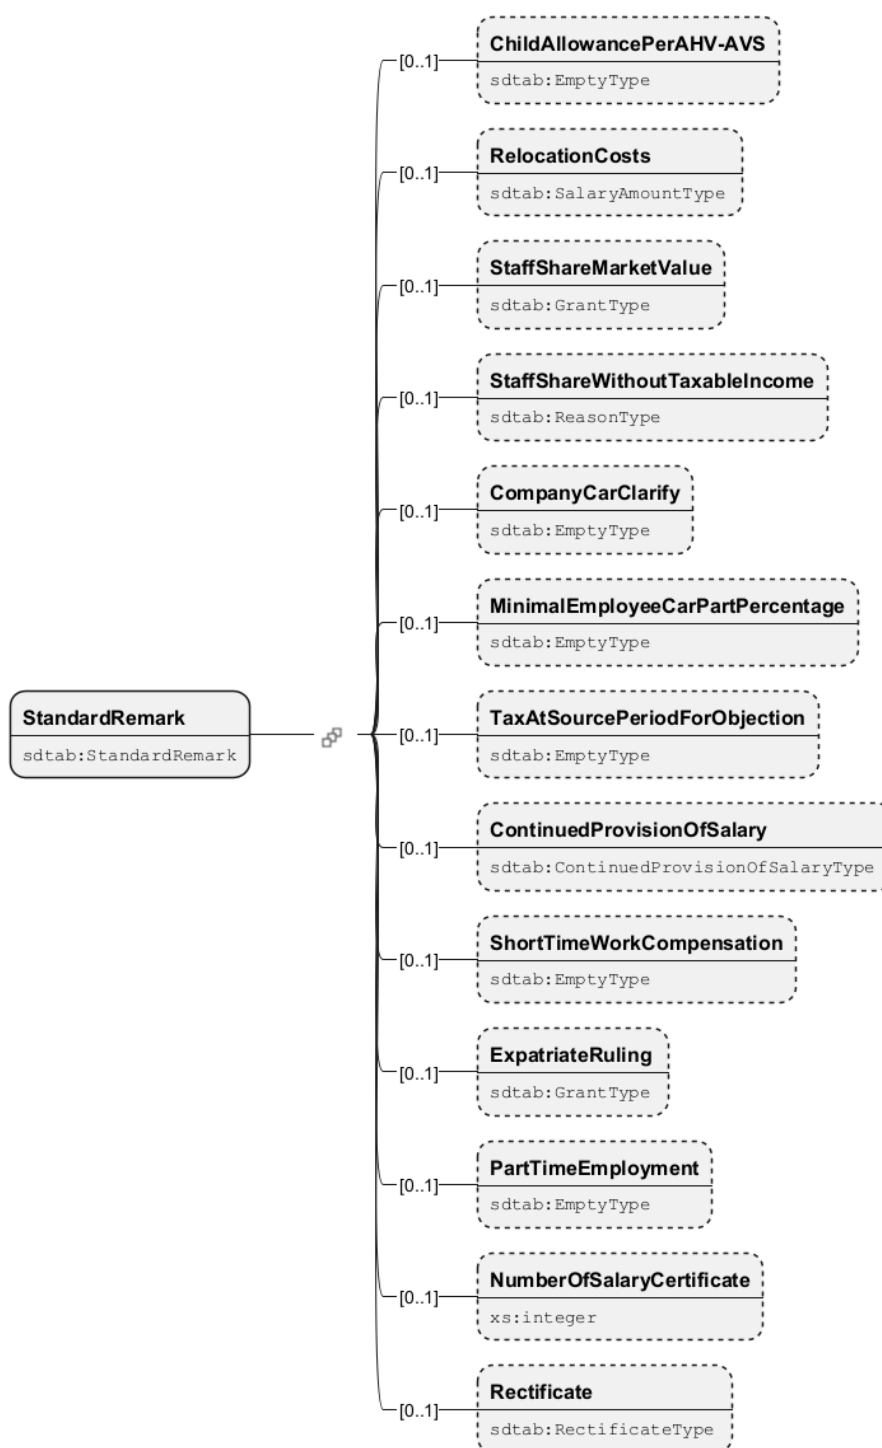 [0..1]
ChildAllowancePerAHV-AVS
sdtab:EmptyType
[0..1]
RelocationCosts
sdtab:SalaryAmountType
[0..1]
StaffShareMarketValue
sdtab:GrantType
[0..1]
StaffShareWithoutTaxableIncome
sdtab:ReasonType
[0..1]
CompanyCarClarify
sdtab:EmptyType
[0..1]
MinimalEmployeeCarPartPercentage
sdtab:EmptyType
StandardRemark
sdtab:StandardRemark
[0..1]
TaxAtSourcePeriodForObjection
sdtab:EmptyType
[0..1]
ContinuedProvisionOfSalary
sdtab:ContinuedProvisionOfSalaryType
[0..1]
ShortTimeWorkCompensation
sdtab:EmptyType
[0..1]
ExpatriateRuling
sdtab:GrantType
[0..1]
PartTimeEmployment
sdtab:EmptyType
[0..1]
NumberOfSalaryCertificate
xs:integer
[0..1]
Rectificate
sdtab:RectificateType